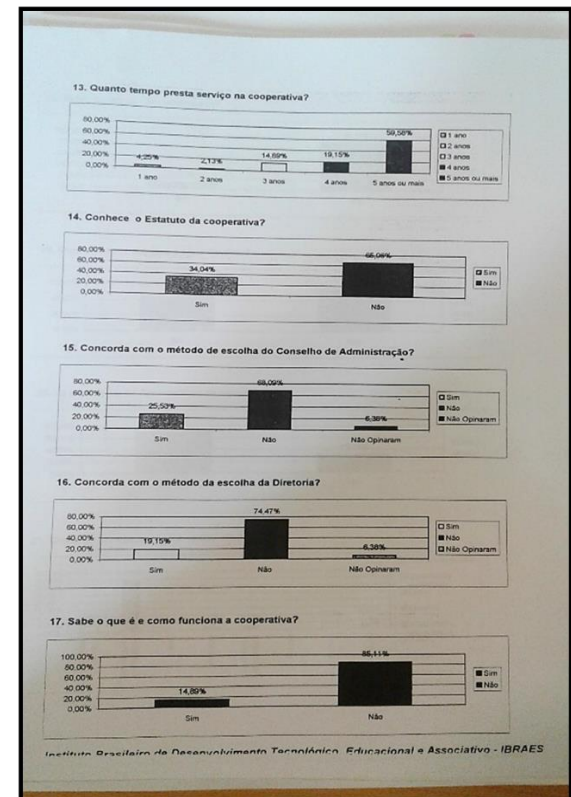 13. Quanto tempo presta serviço na cooperativa?
80,00%
60,00%
40,00%
20,00%
0,00%
4,25%
2,13%
14,89%
19,15%
59,58%
1 ano
2 anos
3 anos
4 anos
5 anos ou mais
1 ano
2 anos
3 anos
4 anos
5 anos ou mais
14. Conhece o Estatuto da cooperativa?
80,00%
60,00%
40,00%
20,00%
0,00%
34,04%
Sim
Não
Sim
Não
15. Concorda com o método de escolha do Conselho de Administração?
80,00%
60,00%
40,00%
20,00%
0,00%
25,53%
68,09%
6,38%
Sim
Não
Não Opinaram
Sim
Não
Não Opinaram
16. Concorda com o método da escolha da Diretoria?
80,00%
60,00%
40,00%
20,00%
0,00%
19,15%
74,47%
6,38%
Sim
Não
Não Opinaram
Sim
Não
Não Opinaram
17. Sabe o que é e como funciona a cooperativa?
100,00%
80,00%
60,00%
40,00%
20,00%
0,00%
14,89%
85,11%
Sim
Não
Sim
Não
Instituto Brasileiro de Desenvolvimento Tecnológico, Educacional e Associativo - IBRAES